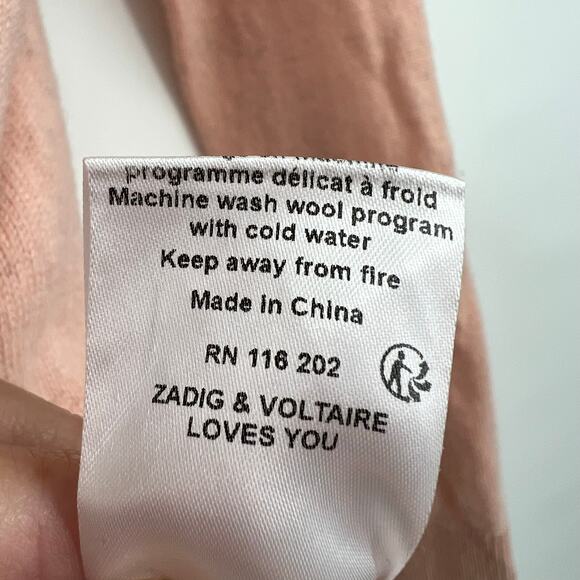 programme délicat à froid
Machine wash wool program
with cold water
Keep away from fire
Made in China
RN 116 202
ZADIG & VOLTAIRE
LOVES YOU